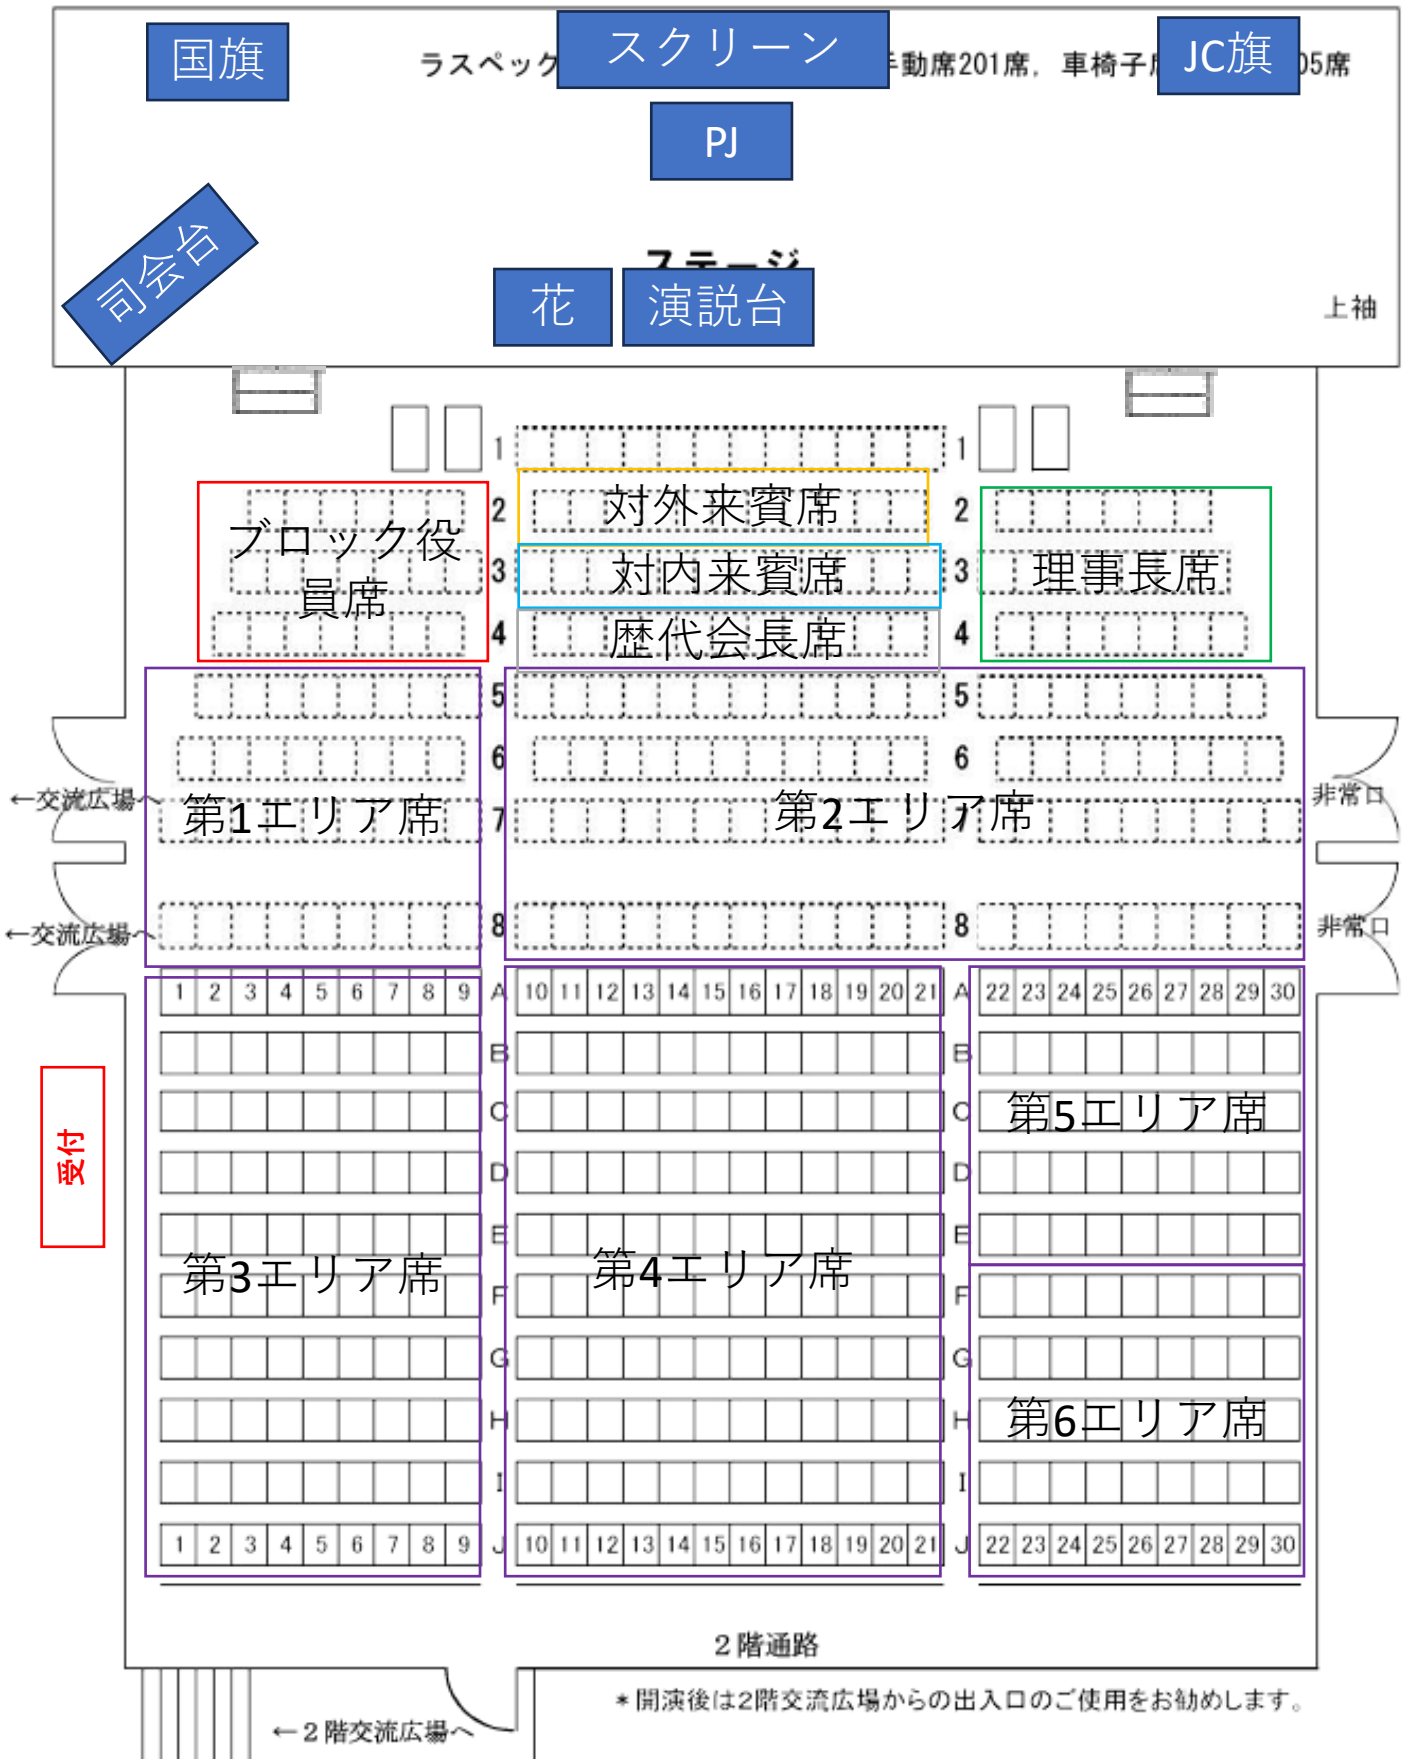 国旗
ラスペック
スクリーン
手動席201席，車椅子
JC旗
05席
PJ
司会台
ステージ
花
演説台
上袖
1 1
2 対外来賓席 2
ブロック役
員席
3 対内来賓席 3 理事長席
4 歴代会長席 4
5 5
6 6
←交流広場へ
第1エリア席 7 第2エリア席 7
非常口
←交流広場へ
8 8
非常口
1 2 3 4 5 6 7 8 9 A 10 11 12 13 14 15 16 17 18 19 20 21 A 22 23 24 25 26 27 28 29 30
B B
C C 第5エリア席
受付
D D
E E
第3エリア席 第4エリア席
F F
G G
H H 第6エリア席
I I
1 2 3 4 5 6 7 8 9 J 10 11 12 13 14 15 16 17 18 19 20 21 J 22 23 24 25 26 27 28 29 30
２階通路
＊開演後は2階交流広場からの出入口のご使用をお勧めします。
←２階交流広場へ